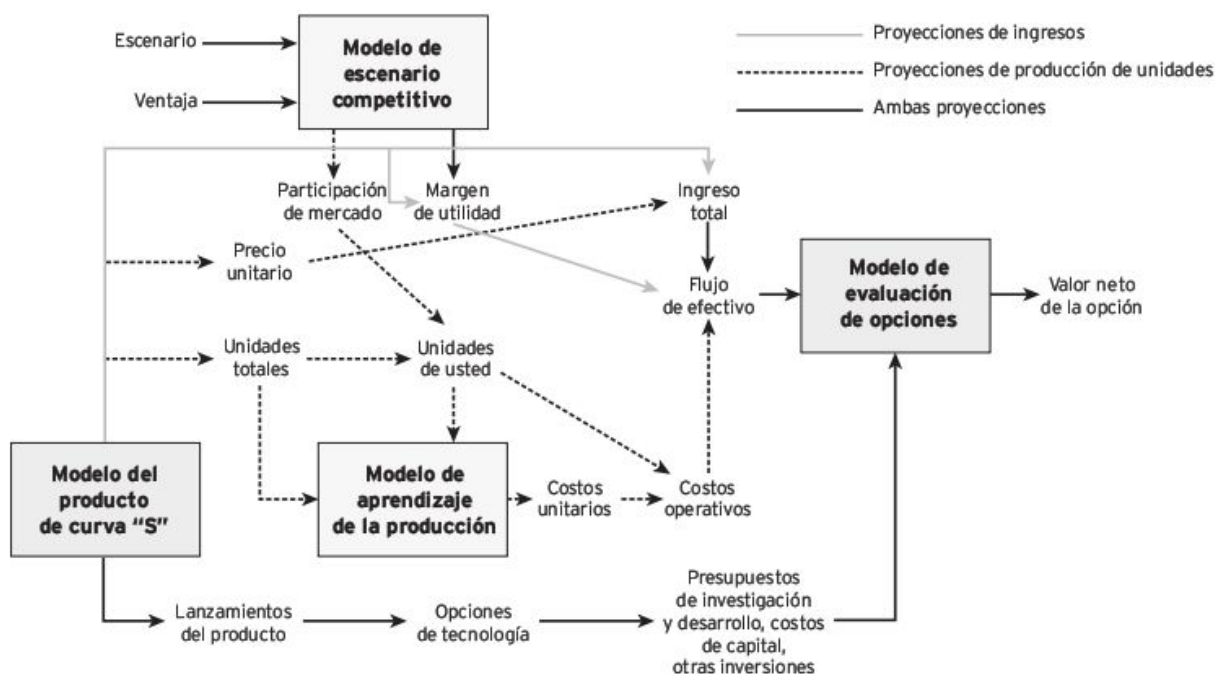 Escenario
Ventaja
Modelo de
escenario
competitivo
Proyecciones de ingresos
Proyecciones de producción de unidades
Ambas proyecciones
Participación
de mercado
Margen
de utilidad
Ingreso
total
Precio
unitario
Flujo
de efectivo
Modelo de
evaluación
de opciones
Valor neto
de la opción
Unidades
totales
Unidades
de usted
Modelo del
producto
de curva “S”
Modelo de
aprendizaje
de la producción
Costos
unitarios
Costos
operativos
Lanzamientos
del producto
Opciones
de tecnología
Presupuestos
de investigación
y desarrollo, costos
de capital,
otras inversiones